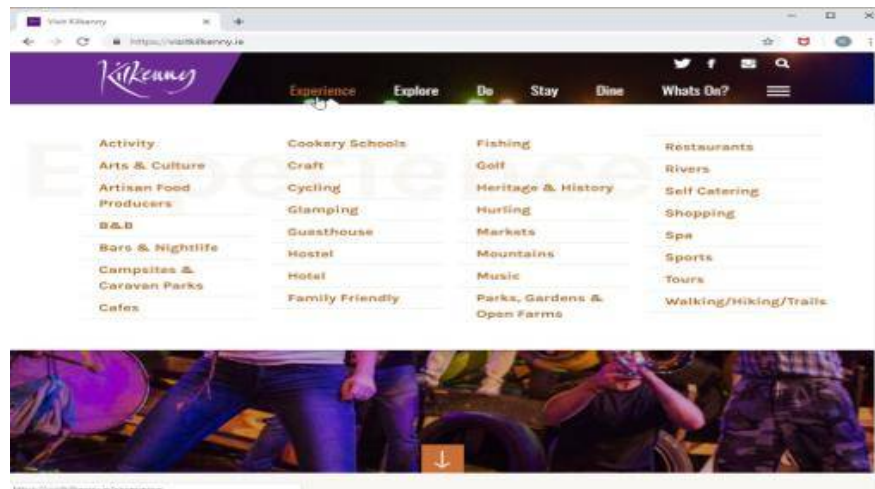 Visit Kilkenny
https://visitkilkenny.ie
Kilkenny
Experience Explore Do Stay Dine Whats On?
Experience
Activity
Arts & Culture
Artisan Food
Producers
B&B
Bars & Nightlife
Campsites &
Caravan Parks
Cafes
Cookery Schools
Craft
Cycling
Glamping
Guesthouse
Hostel
Hotel
Family Friendly
Fishing
Golf
Heritage & History
Hurling
Markets
Mountains
Music
Parks, Gardens &
Open Farms
Restaurants
Rivers
Self Catering
Shopping
Spa
Sports
Tours
Walking/Hiking/Trails